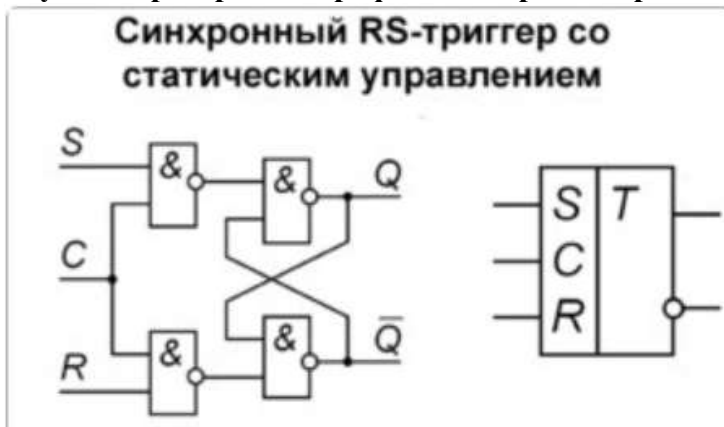 Синхронный RS-триггер со
статическим управлением
S
&
&
Q
S
T
C
C
R
&
&
Q̅
R